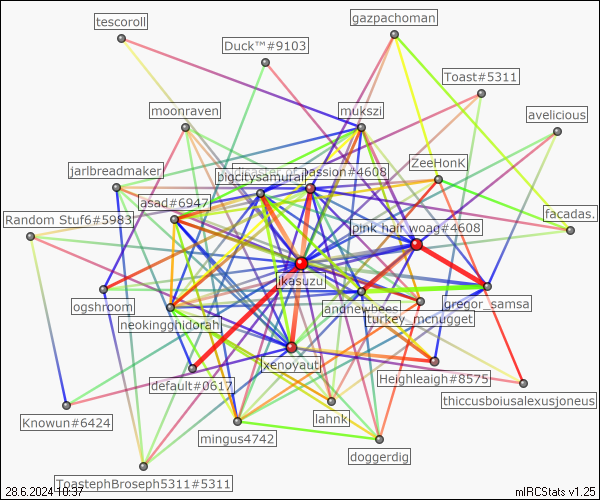 tescoroll
gazpachoman
Duck™#9103
Toast#5311
moonraven
mukszi
avelicious
ZeeHonK
passion#4608
bigcitysamurai
jarlbreadmaker
asad#6947
facadas.
Random Stuf6#5983
pink hair woag#4608
jkasuzu
gregor_samsa
ogshroom
andnewbees
turkey_mcnugget
neokingghidorah
xenoyauti
default#0617
Heighleaigh#8575
thiccusboiusalexusjoneus
Knowun#6424
lahnk
mingus4742
doggerdig
ToastephBroseph5311#5311
28.6.2024 10:37
mIRCStats v1.25